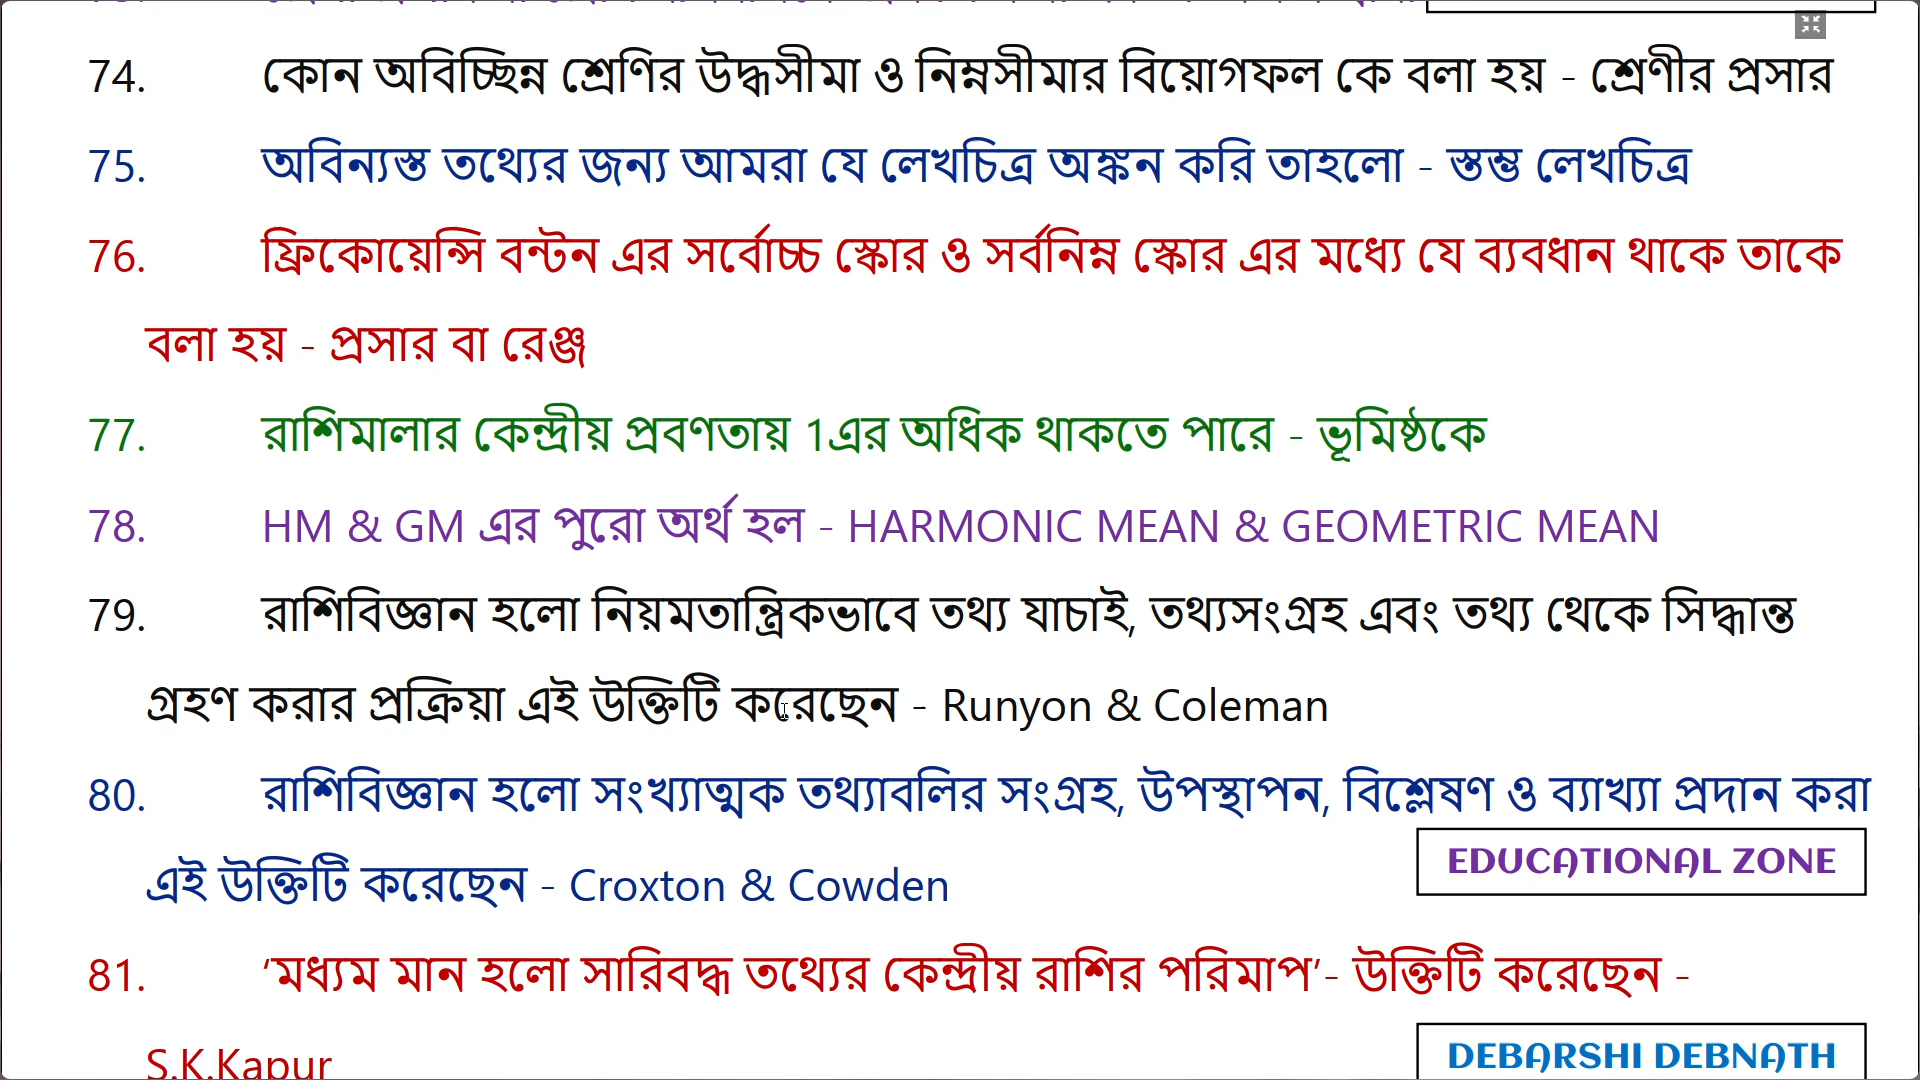 74. কোন অবিচ্ছিন্ন শ্রেণির উদ্ধসীমা ও নিম্নসীমার বিয়োগফল কে বলা হয় - শ্রেণীর প্রসার
75. অবিন্যস্ত তথ্যের জন্য আমরা যে লেখচিত্র অঙ্কন করি তাহলো - স্তম্ভ লেখচিত্র
76. ফ্রিকোয়েন্সি বন্টন এর সর্বোচ্চ স্কোর ও সর্বনিম্ন স্কোর এর মধ্যে যে ব্যবধান থাকে তাকে
বলা হয় - প্রসার বা রেঞ্জ
77. রাশিমালার কেন্দ্রীয় প্রবণতায় 1এর অধিক থাকতে পারে - ভূমিষ্ঠকে
78. HM & GM এর পুরো অর্থ হল - HARMONIC MEAN & GEOMETRIC MEAN
79. রাশিবিজ্ঞান হলো নিয়মতান্ত্রিকভাবে তথ্য যাচাই, তথ্যসংগ্রহ এবং তথ্য থেকে সিদ্ধান্ত
গ্রহণ করার প্রক্রিয়া এই উক্তিটি করেছেন - Runyon & Coleman
80. রাশিবিজ্ঞান হলো সংখ্যাত্মক তথ্যাবলির সংগ্রহ, উপস্থাপন, বিশ্লেষণ ও ব্যাখ্যা প্রদান করা
এই উক্তিটি করেছেন - Croxton & Cowden
EDUCATIONAL ZONE
81. ‘মধ্যম মান হলো সারিবদ্ধ তথ্যের কেন্দ্রীয় রাশির পরিমাপ’- উক্তিটি করেছেন -
S.K.Kapur
DEBARSHI DEBNATH